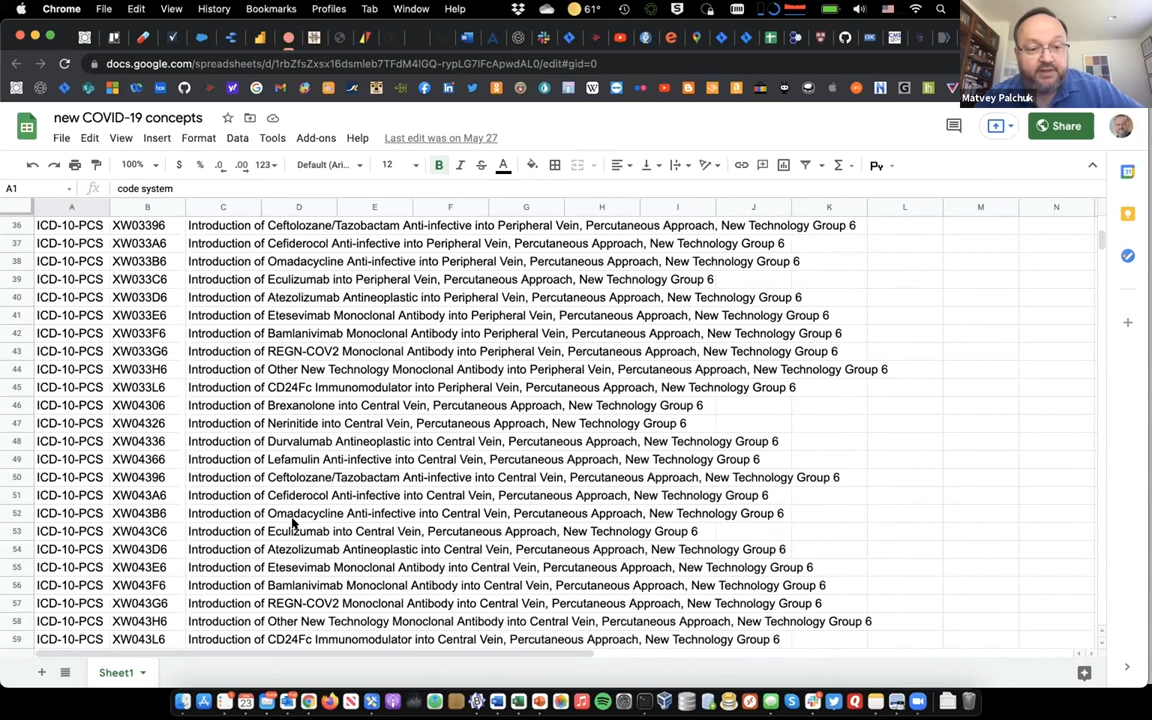 Chrome File Edit View History Bookmarks Profiles Tab Window Help 61°
docs.google.com/spreadsheets/d/1rbZfsZxsx16dsmleb7TFdM4IGQ-rypLG7IFcApwdAL0/edit#gid=0
Matvey Palchuk
new COVID-19 concepts
File Edit View Insert Format Data Tools Add-ons Help Last edit was on May 27
Share
100% $ % .0 .00 123 Default (Ari... 12 B I S A Py
A1 fx code system
A B C D E F G H I J K L M N
36 ICD-10-PCS XW03396 Introduction of Ceftolozane/Tazobactam Anti-infective into Peripheral Vein, Percutaneous Approach, New Technology Group 6
37 ICD-10-PCS XW033A6 Introduction of Cefiderocol Anti-infective into Peripheral Vein, Percutaneous Approach, New Technology Group 6
38 ICD-10-PCS XW033B6 Introduction of Omadacycline Anti-infective into Peripheral Vein, Percutaneous Approach, New Technology Group 6
39 ICD-10-PCS XW033C6 Introduction of Eculizumab into Peripheral Vein, Percutaneous Approach, New Technology Group 6
40 ICD-10-PCS XW033D6 Introduction of Atezolizumab Antineoplastic into Peripheral Vein, Percutaneous Approach, New Technology Group 6
41 ICD-10-PCS XW033E6 Introduction of Etesevimab Monoclonal Antibody into Peripheral Vein, Percutaneous Approach, New Technology Group 6
42 ICD-10-PCS XW033F6 Introduction of Bamlanivimab Monoclonal Antibody into Peripheral Vein, Percutaneous Approach, New Technology Group 6
43 ICD-10-PCS XW033G6 Introduction of REGN-COV2 Monoclonal Antibody into Peripheral Vein, Percutaneous Approach, New Technology Group 6
44 ICD-10-PCS XW033H6 Introduction of Other New Technology Monoclonal Antibody into Peripheral Vein, Percutaneous Approach, New Technology Group 6
45 ICD-10-PCS XW033L6 Introduction of CD24Fc Immunomodulator into Peripheral Vein, Percutaneous Approach, New Technology Group 6
46 ICD-10-PCS XW04306 Introduction of Brexanolone into Central Vein, Percutaneous Approach, New Technology Group 6
47 ICD-10-PCS XW04326 Introduction of Nerinitide into Central Vein, Percutaneous Approach, New Technology Group 6
48 ICD-10-PCS XW04336 Introduction of Durvalumab Antineoplastic into Central Vein, Percutaneous Approach, New Technology Group 6
49 ICD-10-PCS XW04366 Introduction of Lefamulin Anti-infective into Central Vein, Percutaneous Approach, New Technology Group 6
50 ICD-10-PCS XW04396 Introduction of Ceftolozane/Tazobactam Anti-infective into Central Vein, Percutaneous Approach, New Technology Group 6
51 ICD-10-PCS XW043A6 Introduction of Cefiderocol Anti-infective into Central Vein, Percutaneous Approach, New Technology Group 6
52 ICD-10-PCS XW043B6 Introduction of Omadacycline Anti-infective into Central Vein, Percutaneous Approach, New Technology Group 6
53 ICD-10-PCS XW043C6 Introduction of Eculizumab into Central Vein, Percutaneous Approach, New Technology Group 6
54 ICD-10-PCS XW043D6 Introduction of Atezolizumab Antineoplastic into Central Vein, Percutaneous Approach, New Technology Group 6
55 ICD-10-PCS XW043E6 Introduction of Etesevimab Monoclonal Antibody into Central Vein, Percutaneous Approach, New Technology Group 6
56 ICD-10-PCS XW043F6 Introduction of Bamlanivimab Monoclonal Antibody into Central Vein, Percutaneous Approach, New Technology Group 6
57 ICD-10-PCS XW043G6 Introduction of REGN-COV2 Monoclonal Antibody into Central Vein, Percutaneous Approach, New Technology Group 6
58 ICD-10-PCS XW043H6 Introduction of Other New Technology Monoclonal Antibody into Central Vein, Percutaneous Approach, New Technology Group 6
59 ICD-10-PCS XW043L6 Introduction of CD24Fc Immunomodulator into Central Vein, Percutaneous Approach, New Technology Group 6
Sheet1